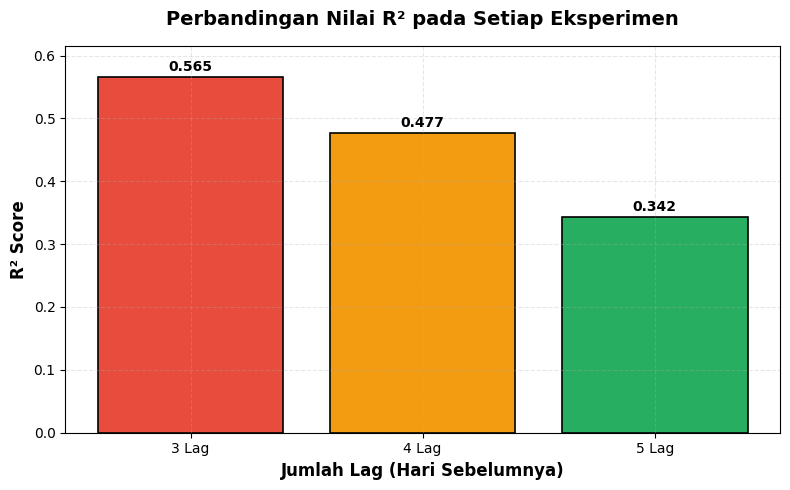 Perbandingan Nilai R² pada Setiap Eksperimen
0.6
0.565
0.5
0.477
0.4
0.342
0.3
0.2
0.1
0.0
R² Score
3 Lag
4 Lag
5 Lag
Jumlah Lag (Hari Sebelumnya)